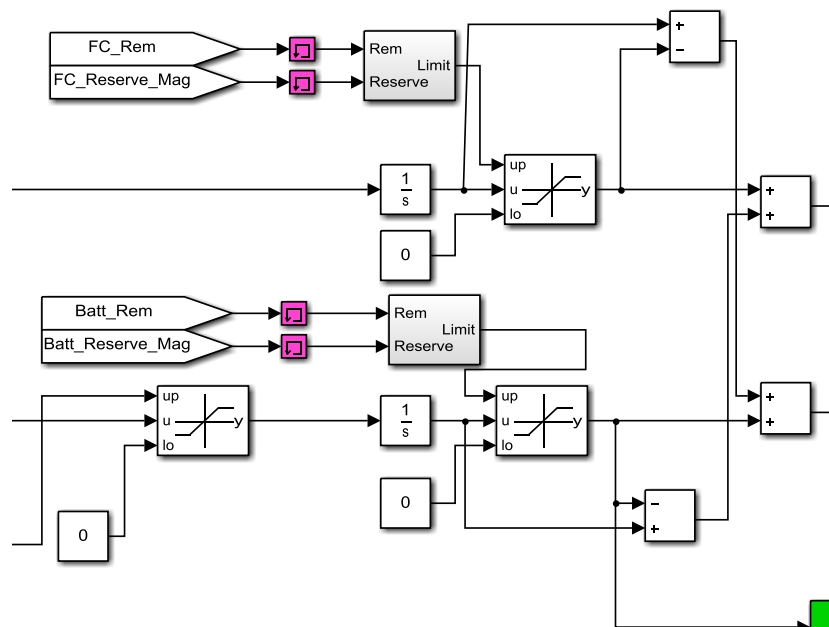 FC_Rem
FC_Reserve_Mag
Rem
Limit
Reserve
+
−
up
u
lo
y
1
s
0
+
+
Batt_Rem
Batt_Reserve_Mag
Rem
Limit
Reserve
up
u
lo
y
0
1
s
0
up
u
lo
y
+
+
−
+